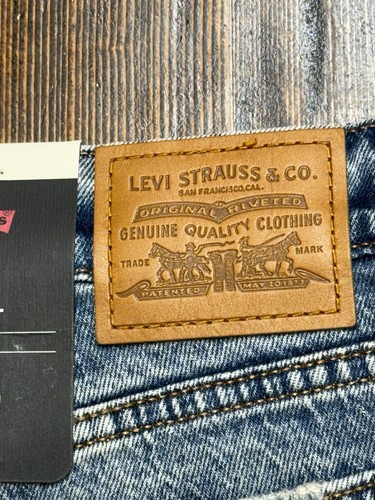 LEVI STRAUSS & CO.
SAN FRANCISCO, CAL.
ORIGINAL RIVETED
GENUINE QUALITY CLOTHING
TRADE MARK
PATENTED MAY 20 1873